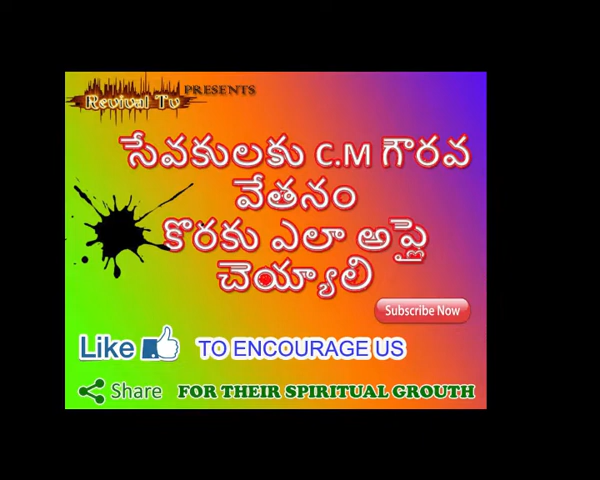 Revival Tv PRESENTS
సేవకులకు C.M గౌరవ
వేతనం
కొరకు ఎలా అప్లై
చెయ్యాలి
Subscribe Now
Like TO ENCOURAGE US
Share FOR THEIR SPIRITUAL GROUTH